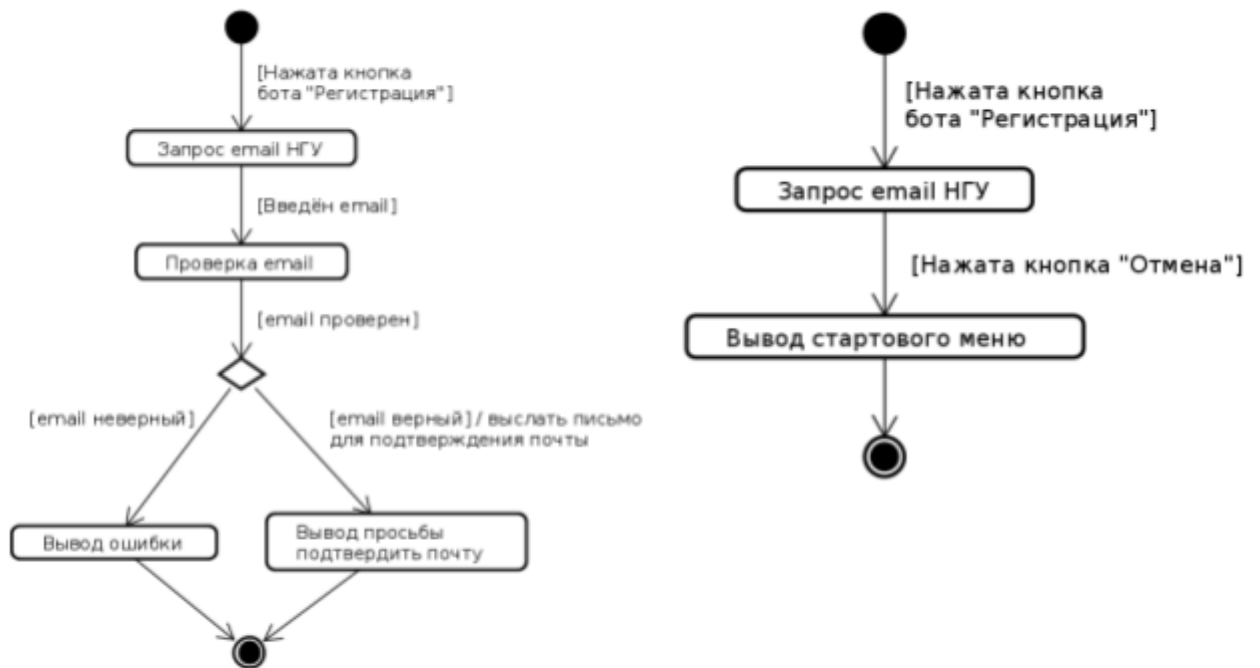 [Нажата кнопка
бота "Регистрация"]
Запрос email НГУ
[Введён email]
Проверка email
[email проверен]
[email неверный]
[email верный] / выслать письмо
для подтверждения почты
Вывод ошибки
Вывод просьбы
подтвердить почту
[Нажата кнопка
бота "Регистрация"]
Запрос email НГУ
[Нажата кнопка "Отмена"]
Вывод стартового меню